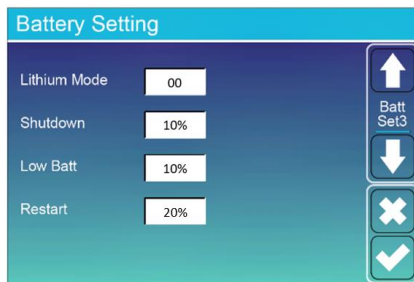 Battery Setting
Lithium Mode 00
Batt
Set3
Shutdown 10%
Low Batt 10%
Restart 20%